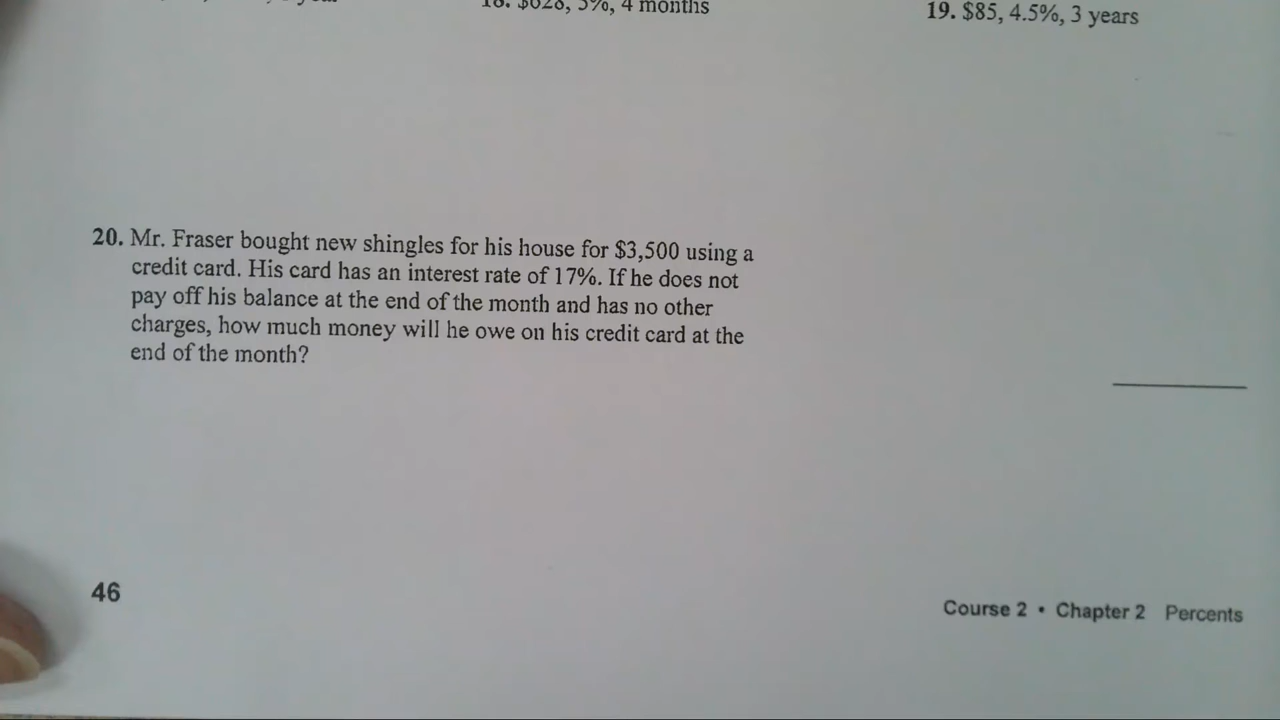 4 months
19. $85, 4.5%, 3 years
20. Mr. Fraser bought new shingles for his house for $3,500 using a
credit card. His card has an interest rate of 17%. If he does not
pay off his balance at the end of the month and has no other
charges, how much money will he owe on his credit card at the
end of the month?
46
Course 2 • Chapter 2 Percents